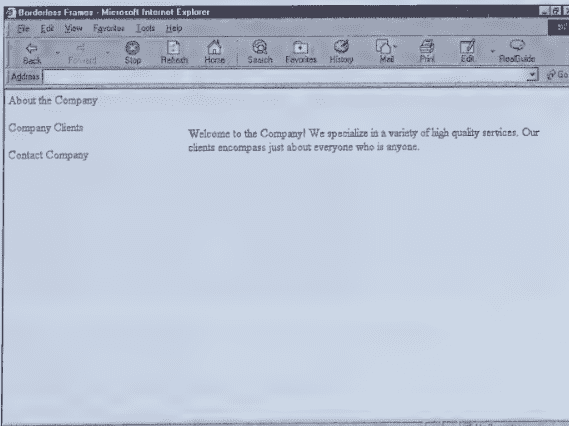 Borderless Frames - Microsoft Internet Explorer
File Edit View Favorites Tools Help
Back Forward Stop Refresh Home Search Favorites History Mail Print Edit RealGuide
Address Go
About the Company
Company Clients
Contact Company
Welcome to the Company! We specialize in a variety of high quality services. Our
clients encompass just about everyone who is anyone.